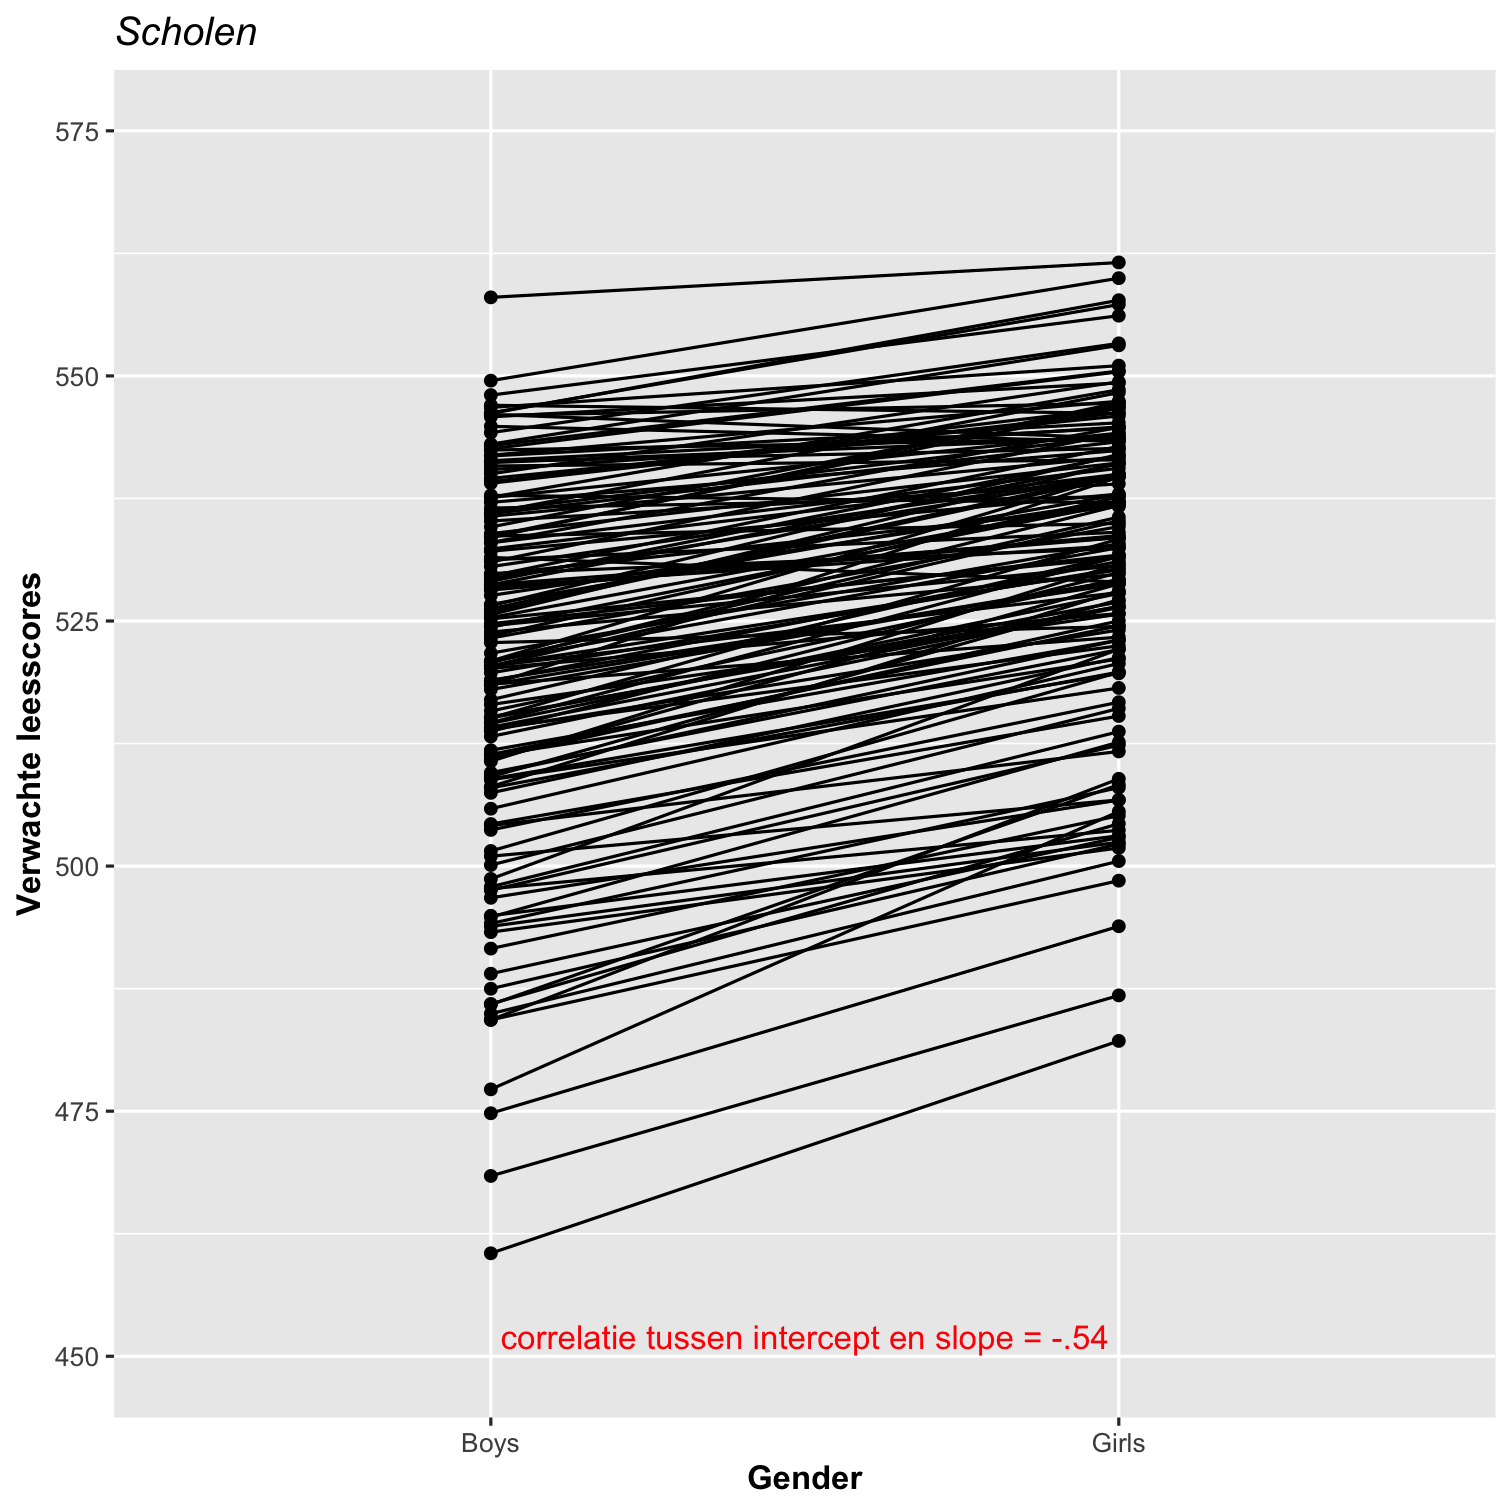 Scholen
575
550
525
500
475
450
Verwachte leesscores
correlatie tussen intercept en slope = -.54
Boys
Girls
Gender